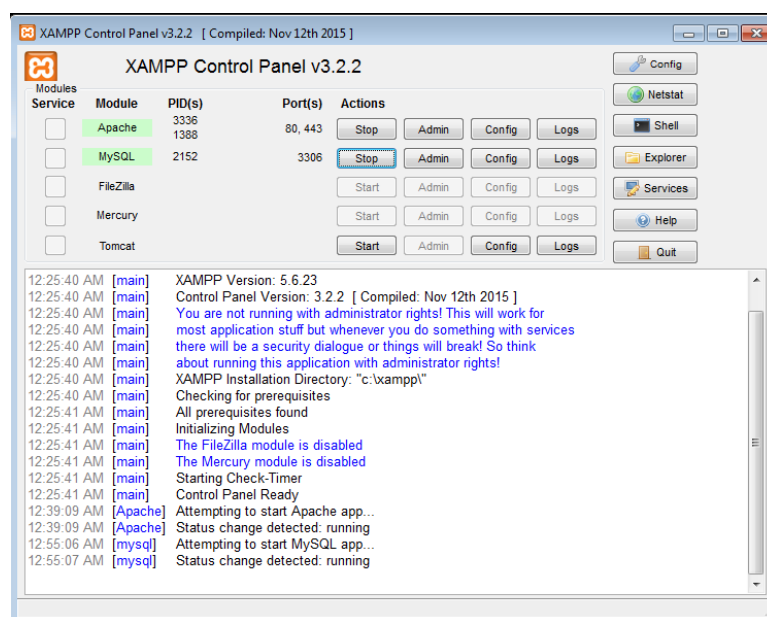 XAMPP Control Panel v3.2.2 [ Compiled: Nov 12th 2015 ]
XAMPP Control Panel v3.2.2
Config
Modules
Service Module PID(s) Port(s) Actions
Netstat
Apache 3336 1388 80, 443 Stop Admin Config Logs
Shell
MySQL 2152 3306 Stop Admin Config Logs
Explorer
FileZilla Start Admin Config Logs
Services
Mercury Start Admin Config Logs
Help
Tomcat Start Admin Config Logs
Quit
12:25:40 AM [main] XAMPP Version: 5.6.23
12:25:40 AM [main] Control Panel Version: 3.2.2 [ Compiled: Nov 12th 2015 ]
12:25:40 AM [main] You are not running with administrator rights! This will work for
12:25:40 AM [main] most application stuff but whenever you do something with services
12:25:40 AM [main] there will be a security dialogue or things will break! So think
12:25:40 AM [main] about running this application with administrator rights!
12:25:40 AM [main] XAMPP Installation Directory: "c:\xampp\"
12:25:40 AM [main] Checking for prerequisites
12:25:41 AM [main] All prerequisites found
12:25:41 AM [main] Initializing Modules
12:25:41 AM [main] The FileZilla module is disabled
12:25:41 AM [main] The Mercury module is disabled
12:25:41 AM [main] Starting Check-Timer
12:25:41 AM [main] Control Panel Ready
12:39:09 AM [Apache] Attempting to start Apache app...
12:39:09 AM [Apache] Status change detected: running
12:55:06 AM [mysql] Attempting to start MySQL app...
12:55:07 AM [mysql] Status change detected: running